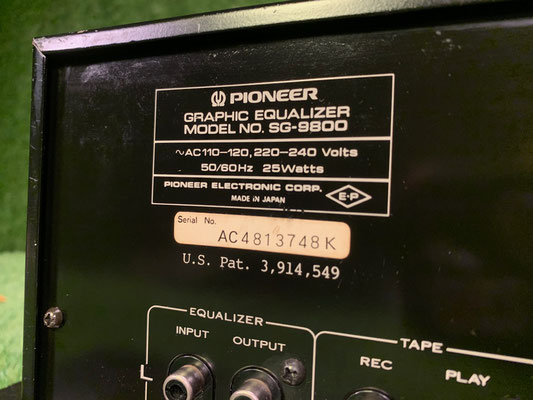 PIONEER
GRAPHIC EQUALIZER
MODEL NO. SG-9800
~AC110-120, 220-240 Volts
50/60Hz 25Watts
PIONEER ELECTRONIC CORP.
MADE IN JAPAN
E-P
Serial No.
AC4813748K
U.S. Pat. 3,914,549
EQUALIZER
INPUT OUTPUT
L
TAPE
REC PLAY